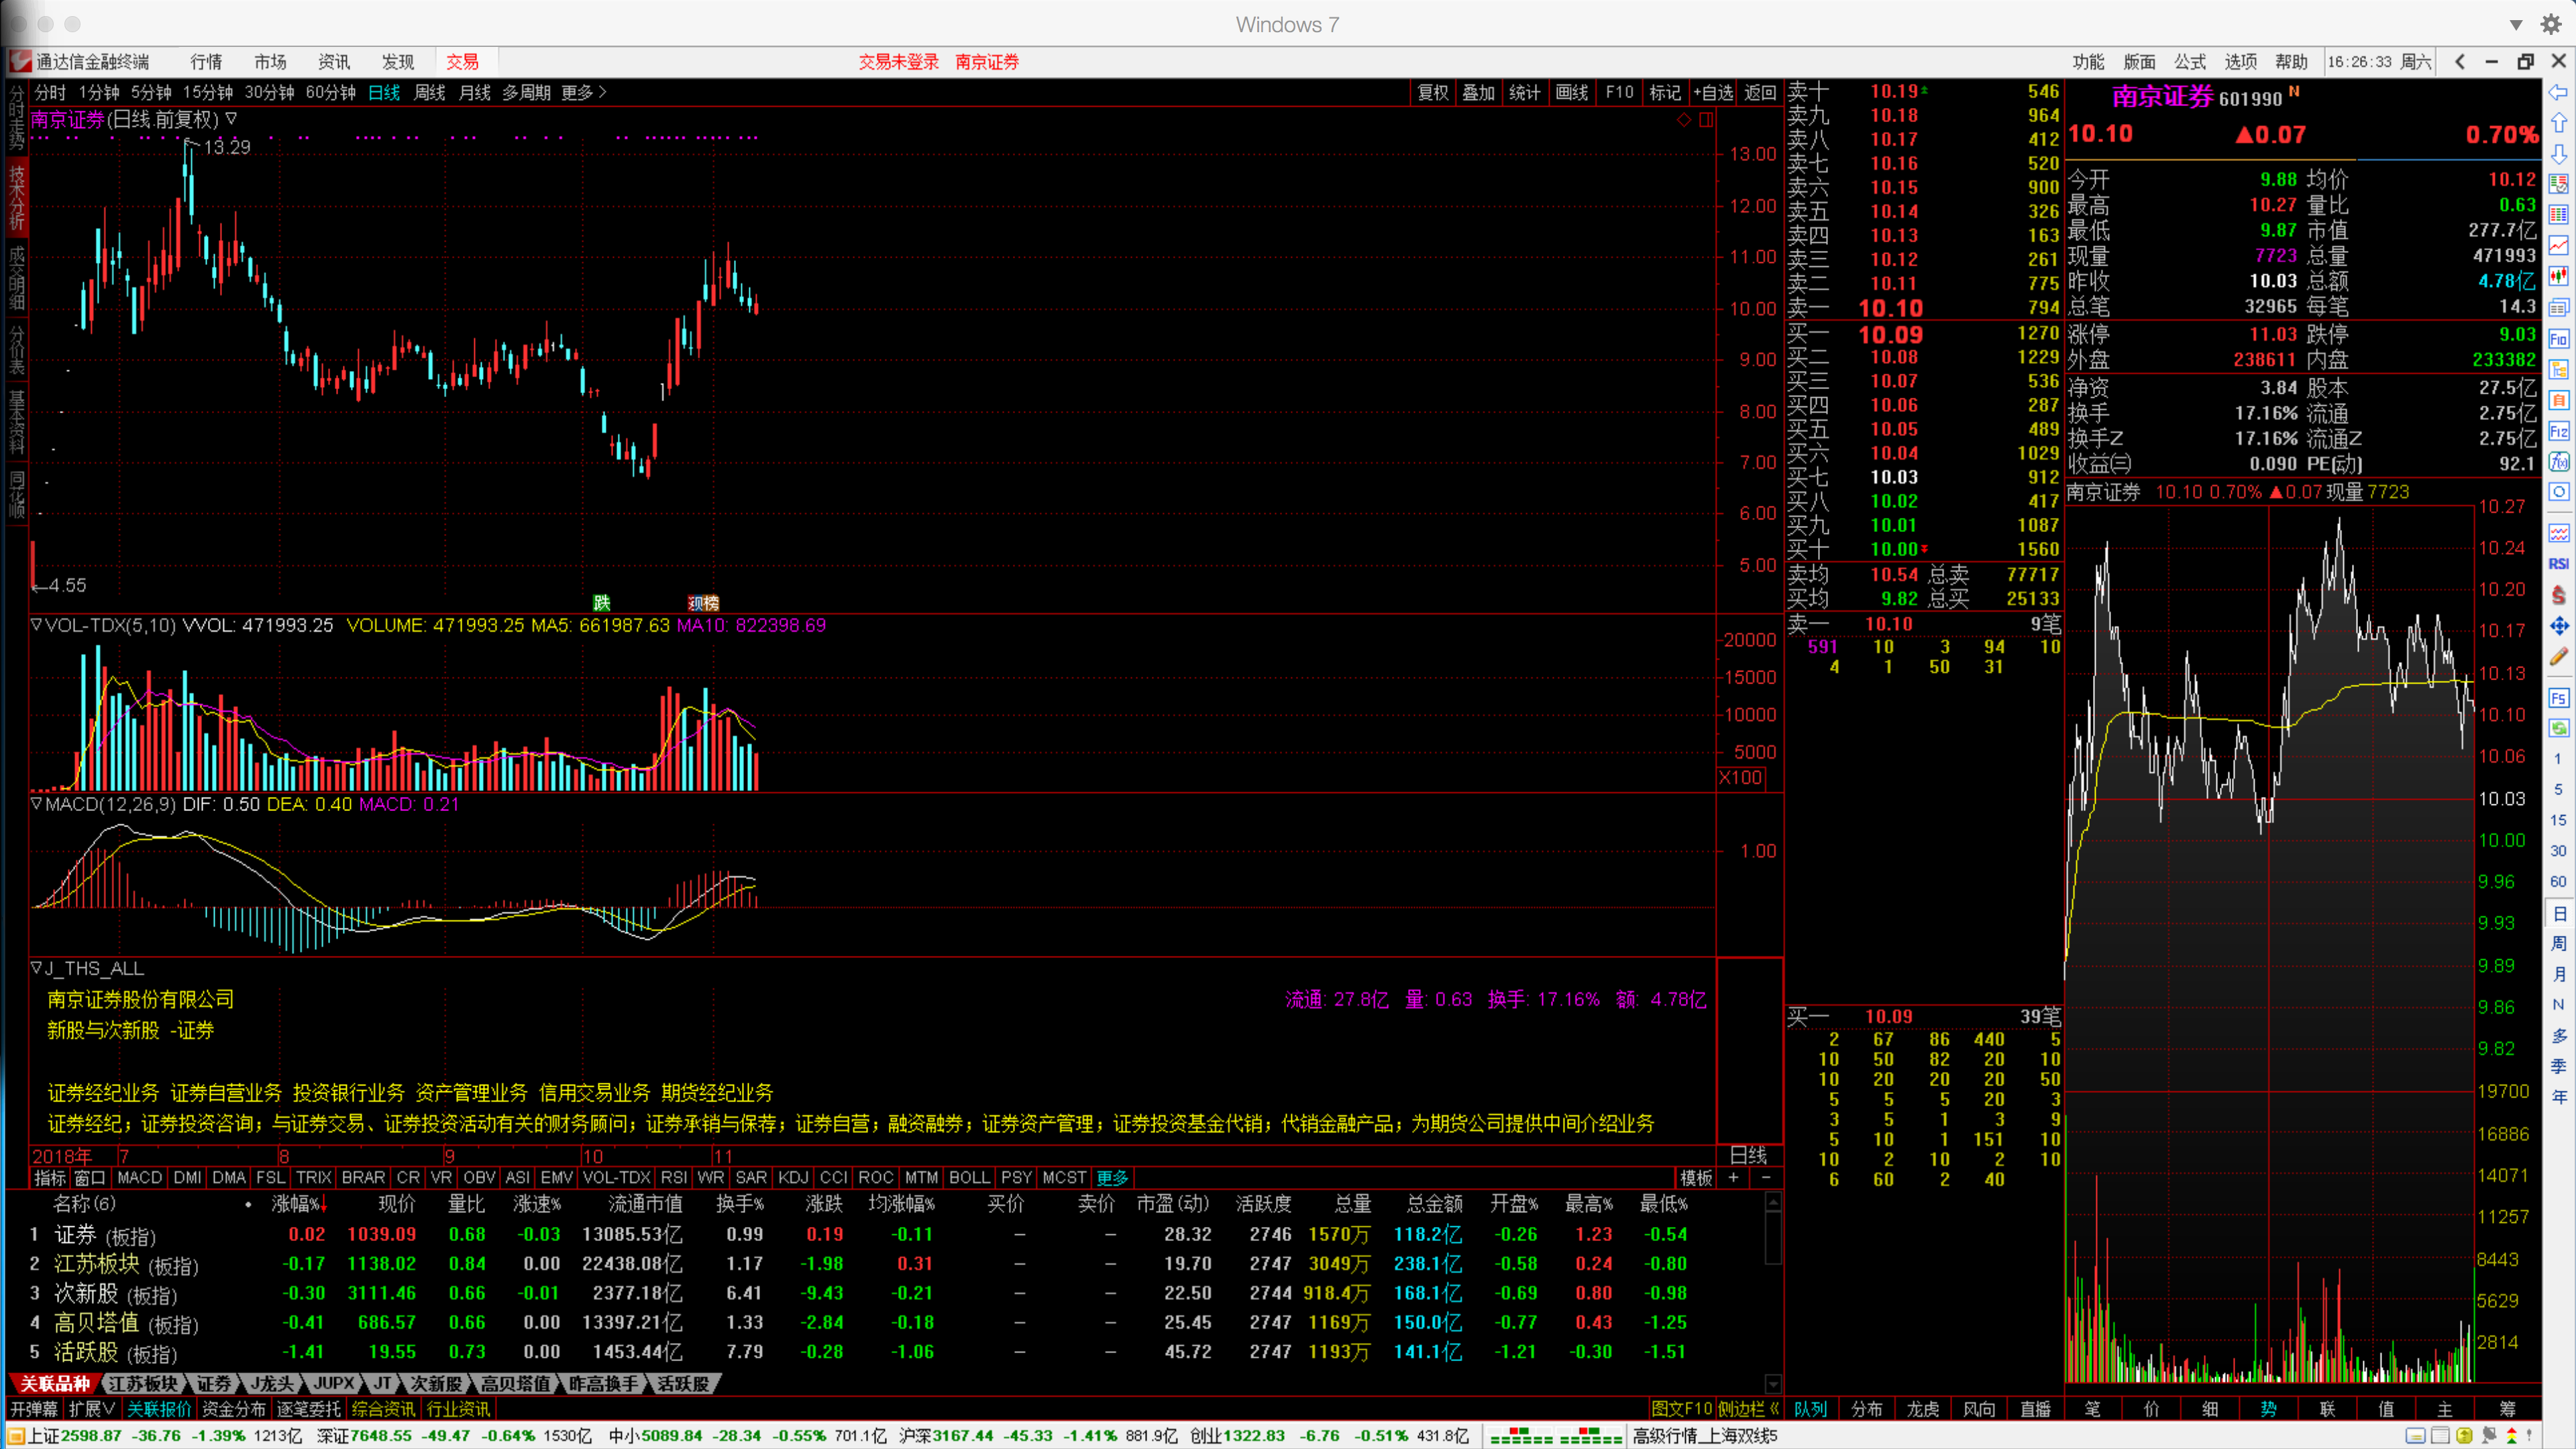 Windows 7
通达信金融终端 行情 市场 资讯 发现 交易 交易未登录 南京证券 功能 版面 公式 选项 帮助 16:26:33 周六
分时 1分钟 5分钟 15分钟 30分钟 60分钟 日线 周线 月线 多周期 更多> 复权 叠加 统计 画线 F10 标记 +自选 返回
分时走势
技术分析
成交明细
分价表
基本资料
同花顺
南京证券(日线.前复权)
13.29
4.55
跌
榜
13.00
12.00
11.00
10.00
9.00
8.00
7.00
6.00
5.00
VOL-TDX(5,10) VVOL: 471993.25 VOLUME: 471993.25 MA5: 661987.63 MA10: 822398.69
20000
15000
10000
5000
X100
MACD(12,26,9) DIF: 0.50 DEA: 0.40 MACD: 0.21
1.00
J_THS_ALL
南京证券股份有限公司 流通: 27.8亿 量: 0.63 换手: 17.16% 额: 4.78亿
新股与次新股 -证券
证券经纪业务 证券自营业务 投资银行业务 资产管理业务 信用交易业务 期货经纪业务
证券经纪；证券投资咨询；与证券交易、证券投资活动有关的财务顾问；证券承销与保荐；证券自营；融资融券；证券资产管理；证券投资基金代销；代销金融产品；为期货公司提供中间介绍业务
2018年 7 8 9 10 11 日线
指标 窗口 MACD DMI DMA FSL TRIX BRAR CR VR OBV ASI EMV VOL-TDX RSI WR SAR KDJ CCI ROC MTM BOLL PSY MCST 更多 模板 + -
名称(6) 涨幅%↓ 现价 量比 涨速% 流通市值 换手% 涨跌 均涨幅% 买价 卖价 市盈(动) 活跃度 总量 总金额 开盘% 最高% 最低%
1 证券 (板指) 0.02 1039.09 0.68 -0.03 13085.53亿 0.99 0.19 -0.11 — — 28.32 2746 1570万 118.2亿 -0.26 1.23 -0.54
2 江苏板块 (板指) -0.17 1138.02 0.84 0.00 22438.08亿 1.17 -1.98 0.31 — — 19.70 2747 3049万 238.1亿 -0.58 0.24 -0.80
3 次新股 (板指) -0.30 3111.46 0.66 -0.01 2377.18亿 6.41 -9.43 -0.21 — — 22.50 2744 918.4万 168.1亿 -0.69 0.80 -0.98
4 高贝塔值 (板指) -0.41 686.57 0.66 0.00 13397.21亿 1.33 -2.84 -0.18 — — 25.45 2747 1169万 150.0亿 -0.77 0.43 -1.25
5 活跃股 (板指) -1.41 19.55 0.73 0.00 1453.44亿 7.79 -0.28 -1.06 — — 45.72 2747 1193万 141.1亿 -1.21 -0.30 -1.51
关联品种 江苏板块 证券 J龙头 JUPX JT 次新股 高贝塔值 昨高换手 活跃股
开弹幕 扩展∨ 关联报价 资金分布 逐笔委托 综合资讯 行业资讯 图文F10 侧边栏《
卖十 10.19 546
卖九 10.18 964
卖八 10.17 412
卖七 10.16 520
卖六 10.15 900
卖五 10.14 326
卖四 10.13 163
卖三 10.12 261
卖二 10.11 775
卖一 10.10 794
买一 10.09 1270
买二 10.08 1229
买三 10.07 536
买四 10.06 287
买五 10.05 489
买六 10.04 1029
买七 10.03 912
买八 10.02 417
买九 10.01 1087
买十 10.00 1560
卖均 10.54 总卖 77717
买均 9.82 总买 25133
卖一 10.10 9笔
591 10 3 94 10
4 1 50 31
买一 10.09 39笔
2 67 86 440 5
10 50 82 20 10
10 20 20 20 50
5 5 5 20 3
3 5 1 3 9
5 10 1 151 10
10 2 10 2 10
6 60 2 40
队列 分布 龙虎 风向 直播
南京证券 601990 N
10.10 ▲0.07 0.70%
今开 9.88 均价 10.12
最高 10.27 量比 0.63
最低 9.87 市值 277.7亿
现量 7723 总量 471993
昨收 10.03 总额 4.78亿
总笔 32965 每笔 14.3
涨停 11.03 跌停 9.03
外盘 238611 内盘 233382
净资 3.84 股本 27.5亿
换手 17.16% 流通 2.75亿
换手Z 17.16% 流通Z 2.75亿
收益(三) 0.090 PE(动) 92.1
南京证券 10.10 0.70% ▲0.07 现量 7723
10.27
10.24
10.20
10.17
10.13
10.10
10.06
10.03
10.00
9.96
9.93
9.89
9.86
9.82
19700
16886
14071
11257
8443
5629
2814
笔 价 细 势 联 值 主 筹
F10
自
F12
f(x)
RSI
F5
1
5
15
30
60
日
周
月
N
多
季
年
上证2598.87 -36.76 -1.39% 1213亿 深证7648.55 -49.47 -0.64% 1530亿 中小5089.84 -28.34 -0.55% 701.1亿 沪深3167.44 -45.33 -1.41% 881.9亿 创业1322.83 -6.76 -0.51% 431.8亿 高级行情_上海双线5